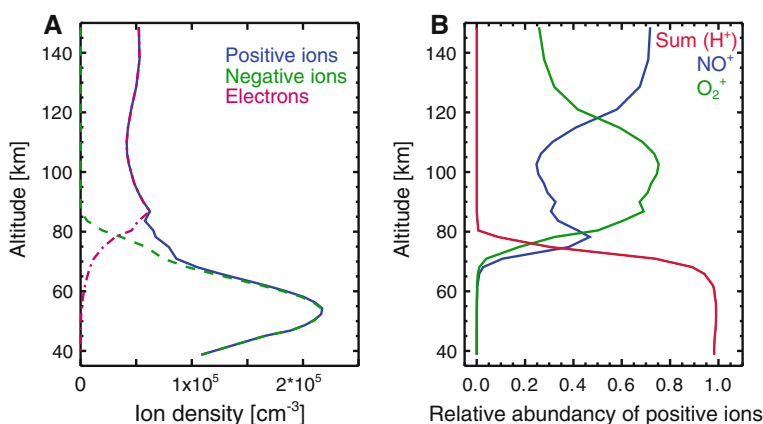 A
Positive ions
Negative ions
Electrons
Altitude [km]
140
120
100
80
60
40
0
1x10⁵
2*10⁵
Ion density [cm⁻³]
B
Sum (H⁺)
NO⁺
O₂⁺
Altitude [km]
140
120
100
80
60
40
0.0
0.2
0.4
0.6
0.8
1.0
Relative abundancy of positive ions